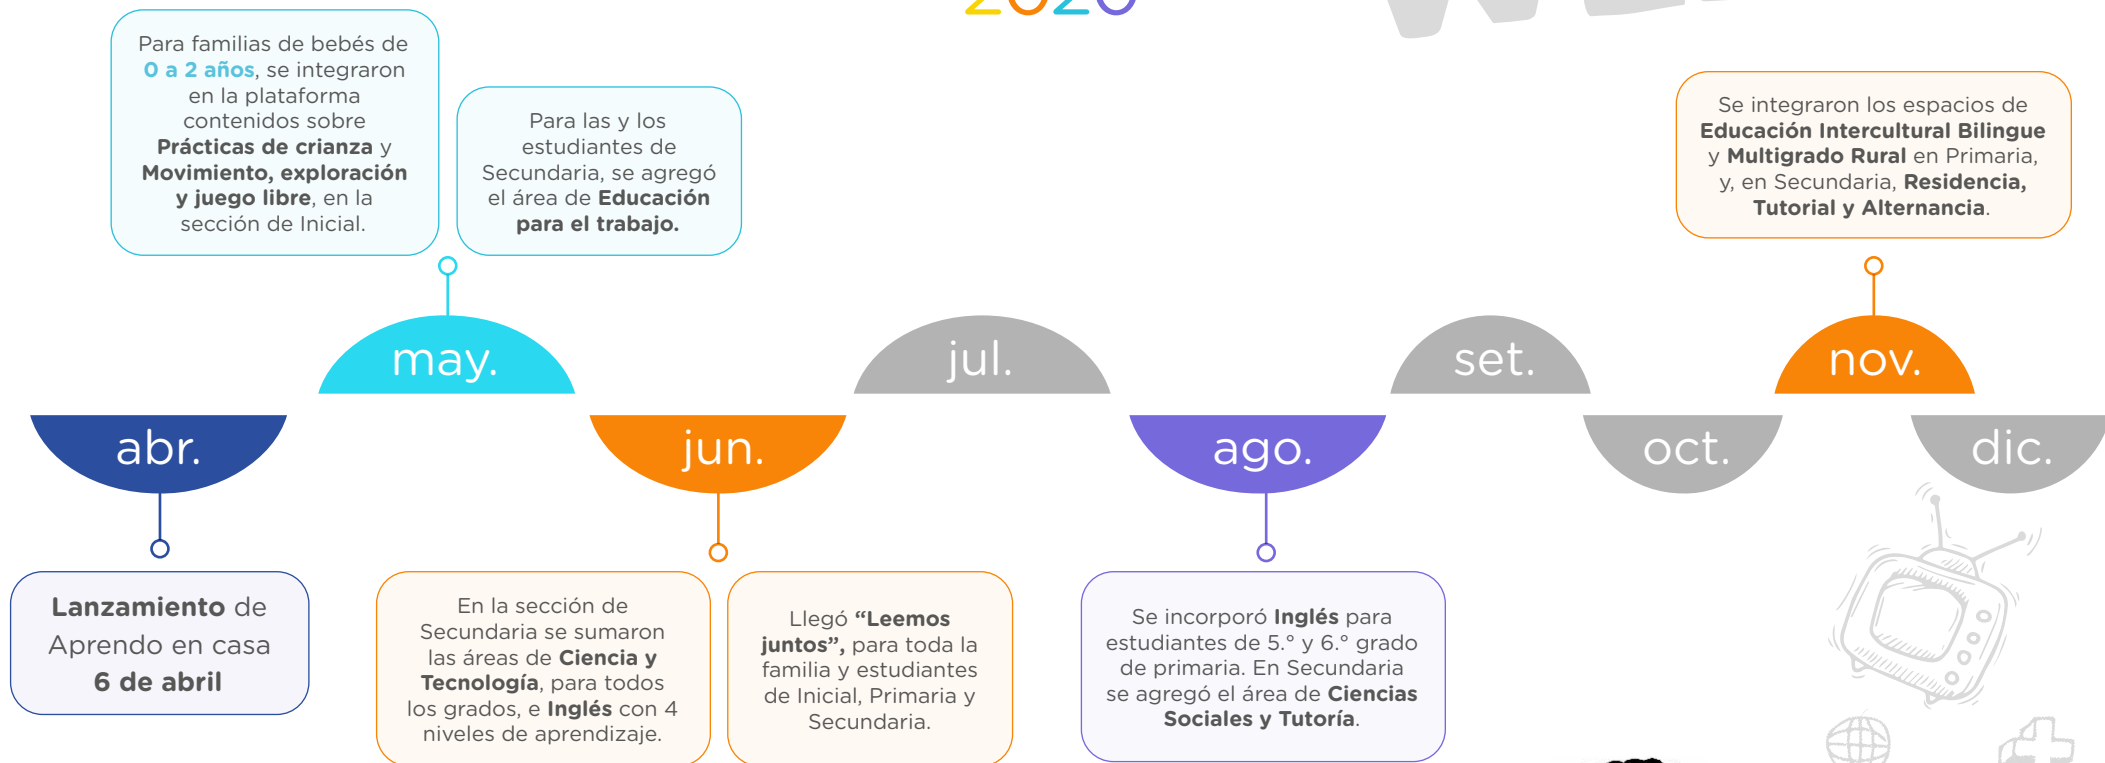 2020
Para familias de bebés de
0 a 2 años, se integraron
en la plataforma
contenidos sobre
Prácticas de crianza y
Movimiento, exploración
y juego libre, en la
sección de Inicial.
Para las y los
estudiantes de
Secundaria, se agregó
el área de Educación
para el trabajo.
Se integraron los espacios de
Educación Intercultural Bilingue
y Multigrado Rural en Primaria,
y, en Secundaria, Residencia,
Tutorial y Alternancia.
may.
jul.
set.
nov.
abr.
jun.
ago.
oct.
dic.
Lanzamiento de
Aprendo en casa
6 de abril
En la sección de
Secundaria se sumaron
las áreas de Ciencia y
Tecnología, para todos
los grados, e Inglés con 4
niveles de aprendizaje.
Llegó “Leemos
juntos”, para toda la
familia y estudiantes
de Inicial, Primaria y
Secundaria.
Se incorporó Inglés para
estudiantes de 5.° y 6.° grado
de primaria. En Secundaria
se agregó el área de Ciencias
Sociales y Tutoría.